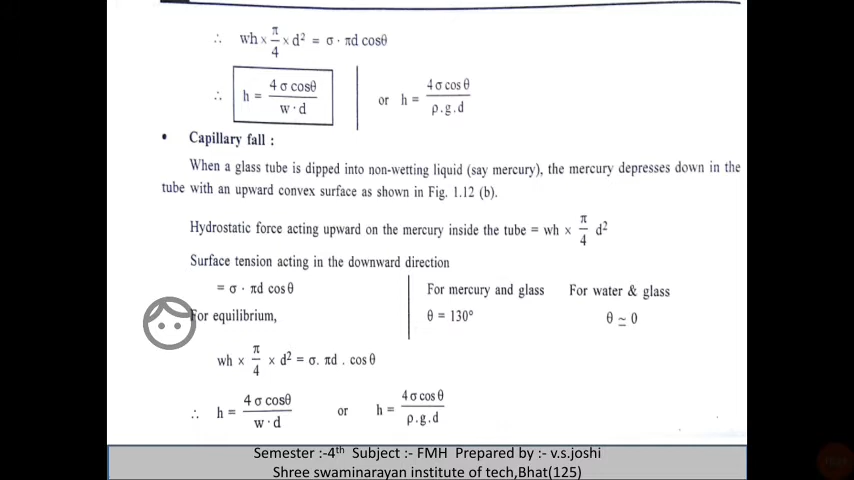 ∴ wh × π/4 × d² = σ · πd cosθ
∴ h = 4 σ cosθ / w · d or h = 4 σ cos θ / ρ.g.d
• Capillary fall :
When a glass tube is dipped into non-wetting liquid (say mercury), the mercury depresses down in the
tube with an upward convex surface as shown in Fig. 1.12 (b).
Hydrostatic force acting upward on the mercury inside the tube = wh × π/4 d²
Surface tension acting in the downward direction
= σ · πd cos θ For mercury and glass For water & glass
For equilibrium, θ = 130° θ ≃ 0
wh × π/4 × d² = σ. πd . cos θ
∴ h = 4 σ cosθ / w · d or h = 4 σ cos θ / ρ.g.d
Semester :-4th Subject :- FMH Prepared by :- v.s.joshi
Shree swaminarayan institute of tech,Bhat(125)